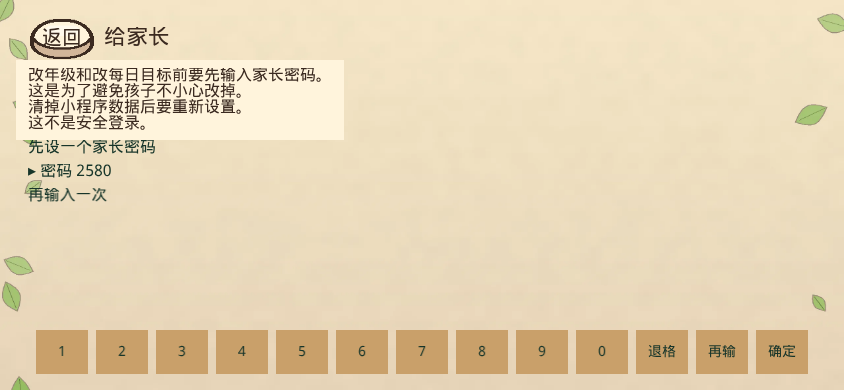 返回 给家长
改年级和改每日目标前要先输入家长密码。
这是为了避免孩子不小心改掉。
清掉小程序数据后要重新设置。
这不是安全登录。
先设一个家长密码
▸ 密码 2580
再输入一次
1 2 3 4 5 6 7 8 9 0 退格 再输 确定